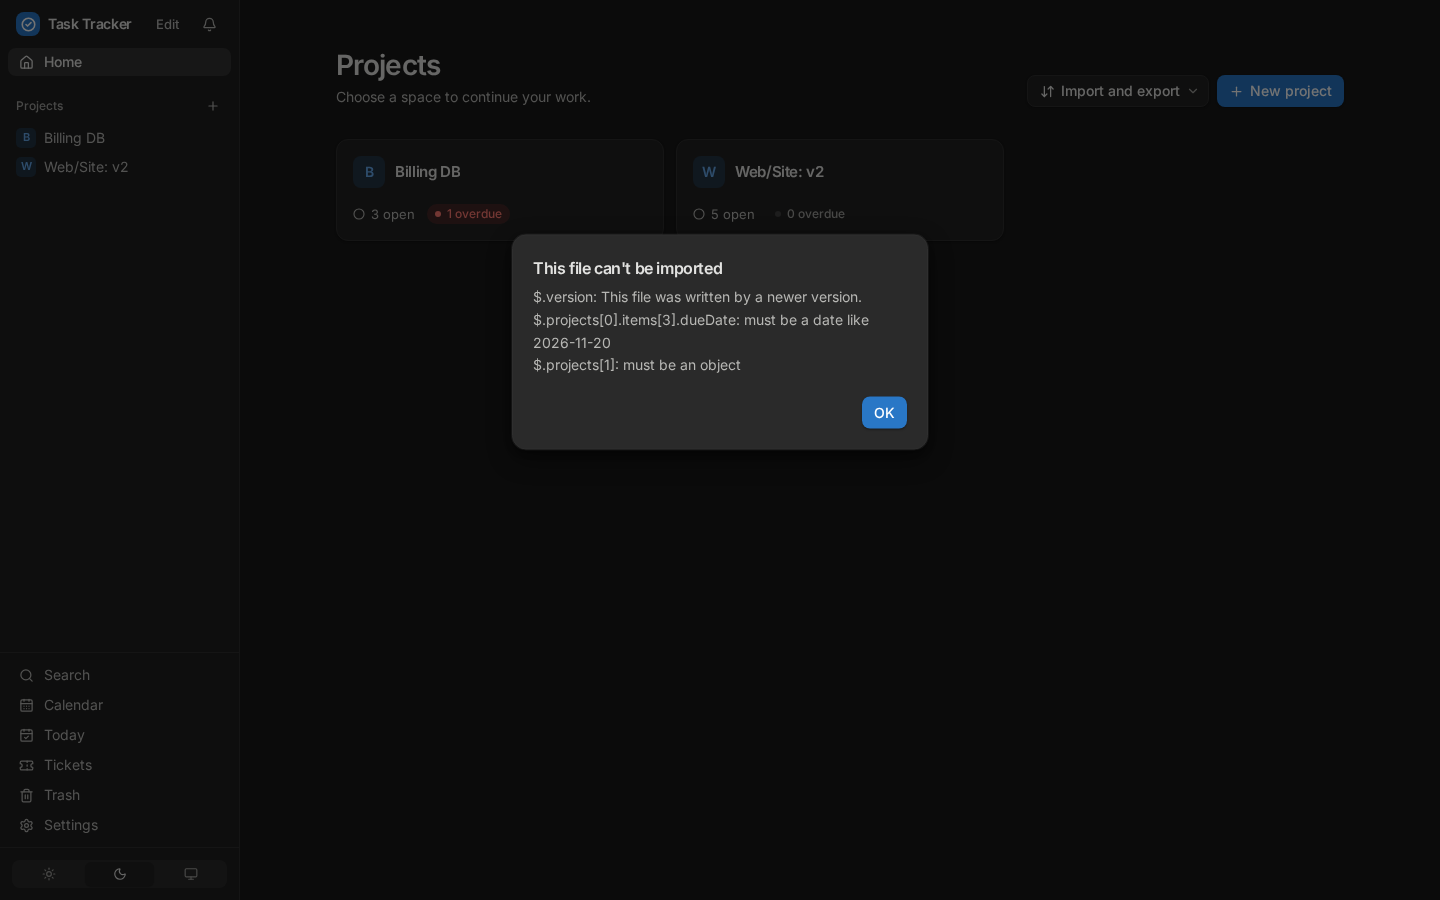 Task Tracker
Edit
Home
Projects
B Billing DB
W Web/Site: v2
Search
Calendar
Today
Tickets
Trash
Settings
Projects
Choose a space to continue your work.
Import and export
New project
B Billing DB
3 open
1 overdue
W Web/Site: v2
5 open
0 overdue
This file can't be imported
$.version: This file was written by a newer version.
$.projects[0].items[3].dueDate: must be a date like
2026-11-20
$.projects[1]: must be an object
OK